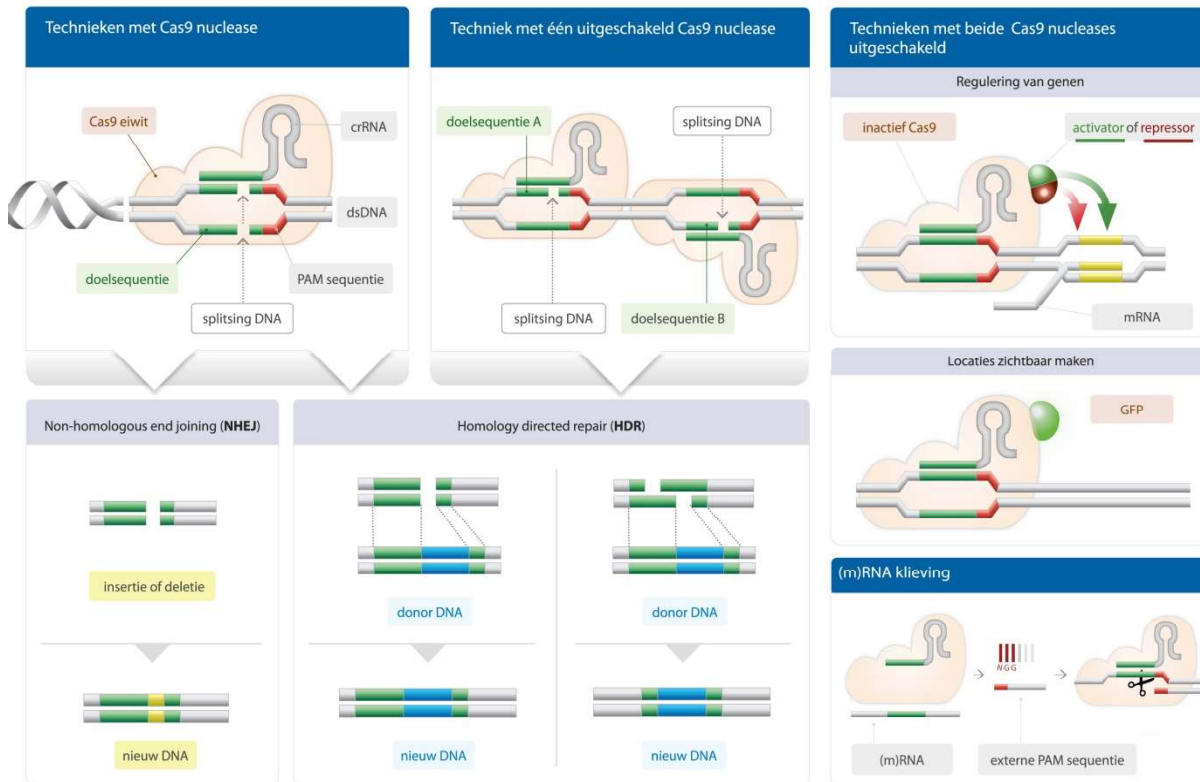 Technieken met Cas9 nuclease
Cas9 eiwit
crRNA
dsDNA
doelsequentie
PAM sequentie
splitsing DNA
Techniek met één uitgeschakeld Cas9 nuclease
doelsequentie A
splitsing DNA
splitsing DNA
doelsequentie B
Technieken met beide Cas9 nucleases
uitgeschakeld
Regulering van genen
inactief Cas9
activator of repressor
mRNA
Locaties zichtbaar maken
GFP
Non-homologous end joining (NHEJ)
insertie of deletie
nieuw DNA
Homology directed repair (HDR)
donor DNA
donor DNA
nieuw DNA
nieuw DNA
(m)RNA klieving
NGG
(m)RNA
externe PAM sequentie